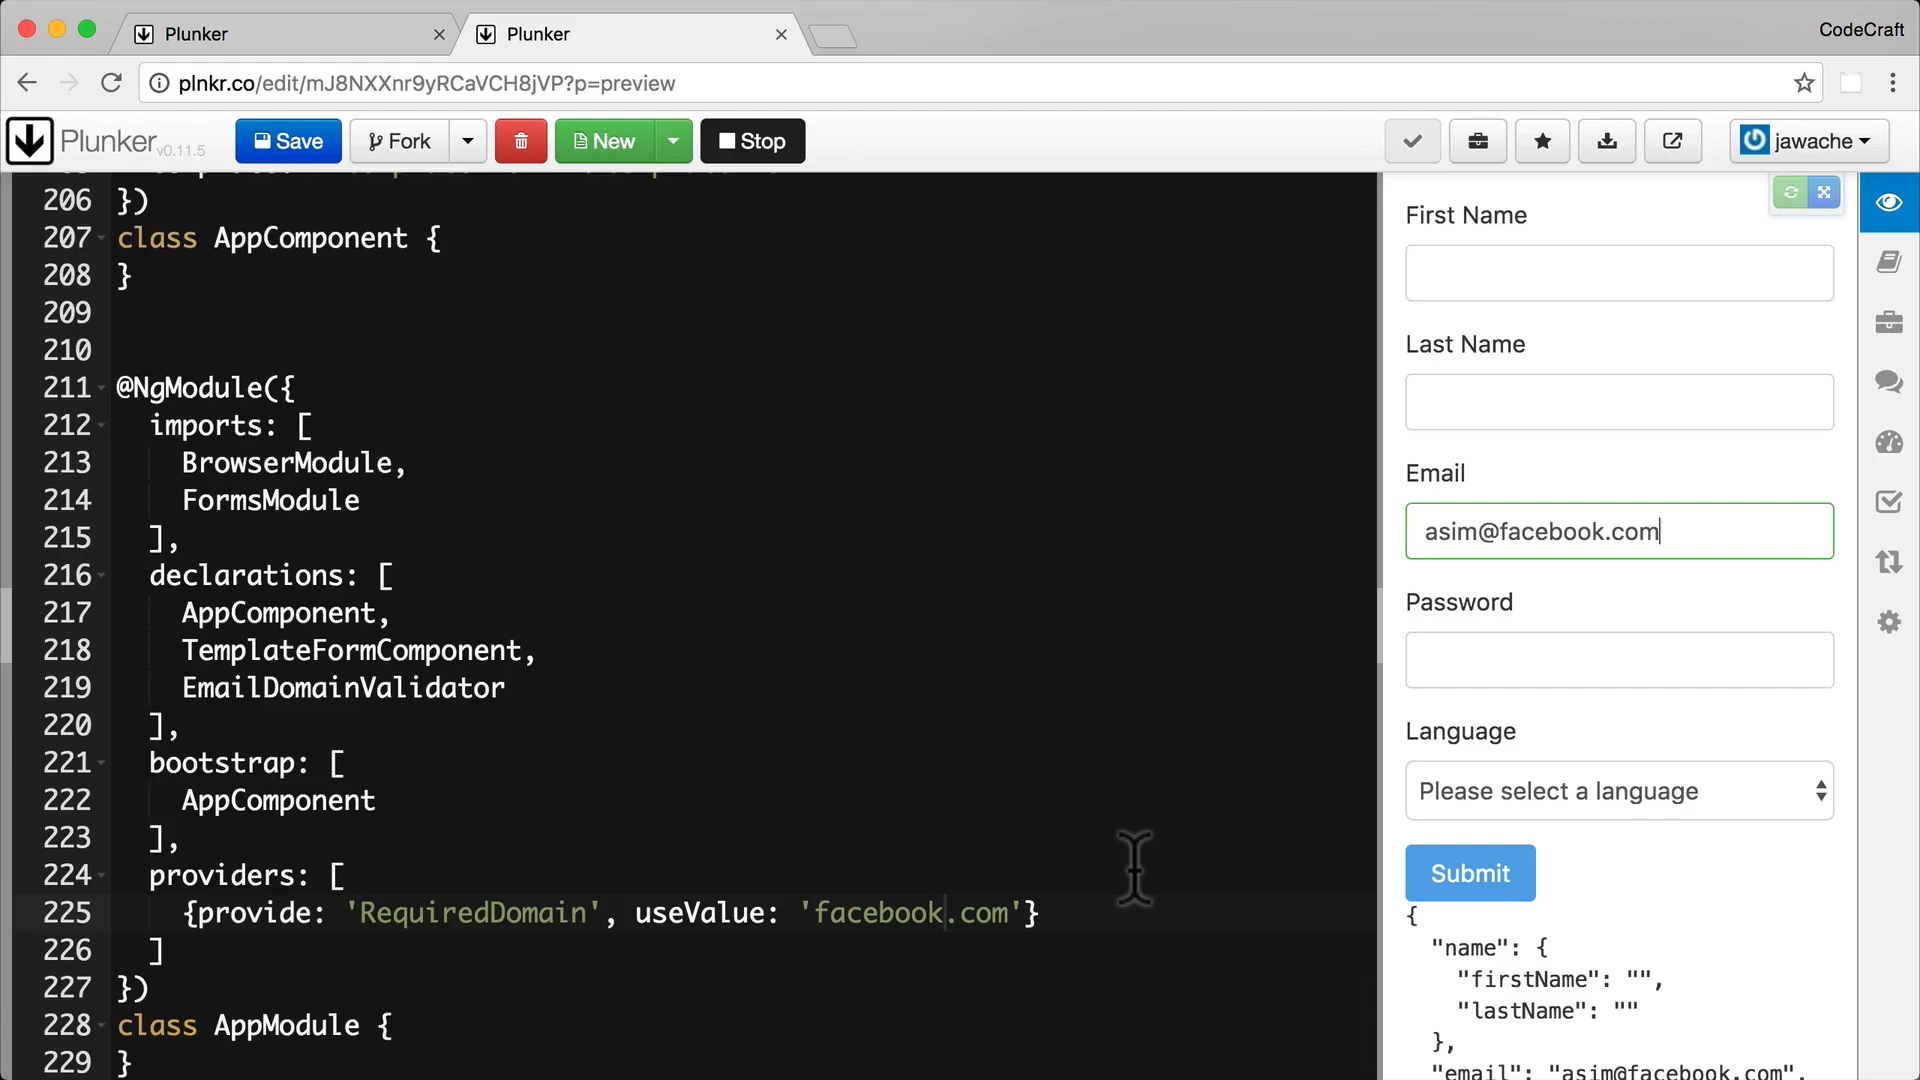 Plunker
Plunker
CodeCraft
plnkr.co/edit/mJ8NXXnr9yRCaVCH8jVP?p=preview
Plunker v0.11.5
Save
Fork
New
Stop
jawache
206 })
207 class AppComponent {
208 }
209
210
211 @NgModule({
212 imports: [
213 BrowserModule,
214 FormsModule
215 ],
216 declarations: [
217 AppComponent,
218 TemplateFormComponent,
219 EmailDomainValidator
220 ],
221 bootstrap: [
222 AppComponent
223 ],
224 providers: [
225 {provide: 'RequiredDomain', useValue: 'facebook.com'}
226 ]
227 })
228 class AppModule {
229 }
First Name
Last Name
Email
asim@facebook.com
Password
Language
Please select a language
Submit
{
"name": {
"firstName": "",
"lastName": ""
},
"email": "asim@facebook.com",